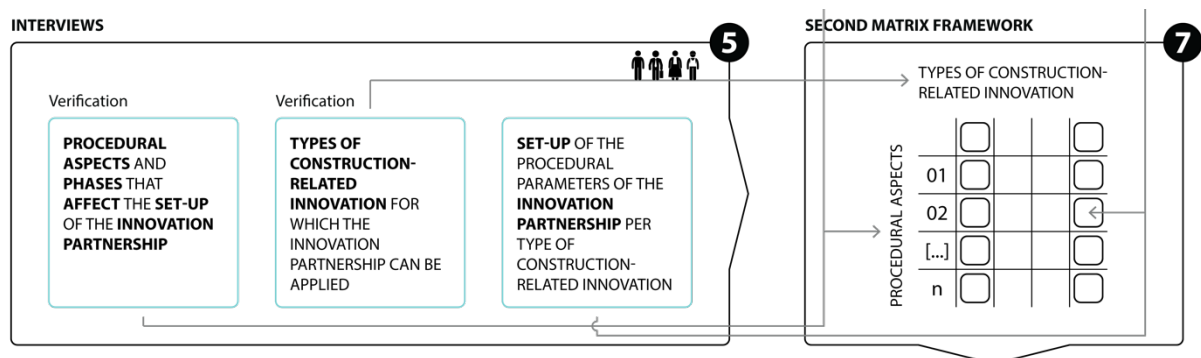 INTERVIEWS
5
Verification
PROCEDURAL
ASPECTS AND
PHASES THAT
AFFECT THE SET-UP
OF THE INNOVATION
PARTNERSHIP
Verification
TYPES OF
CONSTRUCTION-
RELATED
INNOVATION FOR
WHICH THE
INNOVATION
PARTNERSHIP CAN BE
APPLIED
SET-UP OF THE
PROCEDURAL
PARAMETERS OF THE
INNOVATION
PARTNERSHIP PER
TYPE OF
CONSTRUCTION-
RELATED INNOVATION
SECOND MATRIX FRAMEWORK
7
TYPES OF CONSTRUCTION-
RELATED INNOVATION
PROCEDURAL ASPECTS
01
02
[...]
n